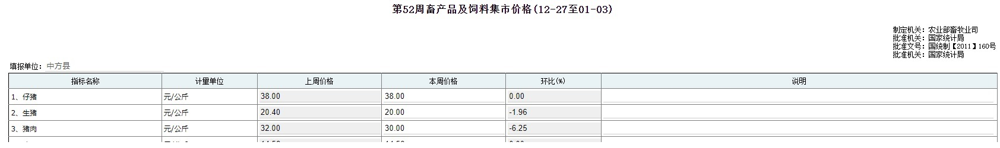 第52周畜产品及饲料集市价格(12-27至01-03)
制定机关：农业部畜牧业司
批准机关：国家统计局
批准文号：国统制【2011】160号
批准机关：国家统计局
填报单位：中方县
指标名称 计量单位 上周价格 本周价格 环比(%) 说明
1、仔猪 元/公斤 38.00 38.00 0.00
2、生猪 元/公斤 20.40 20.00 -1.96
3、猪肉 元/公斤 32.00 30.00 -6.25